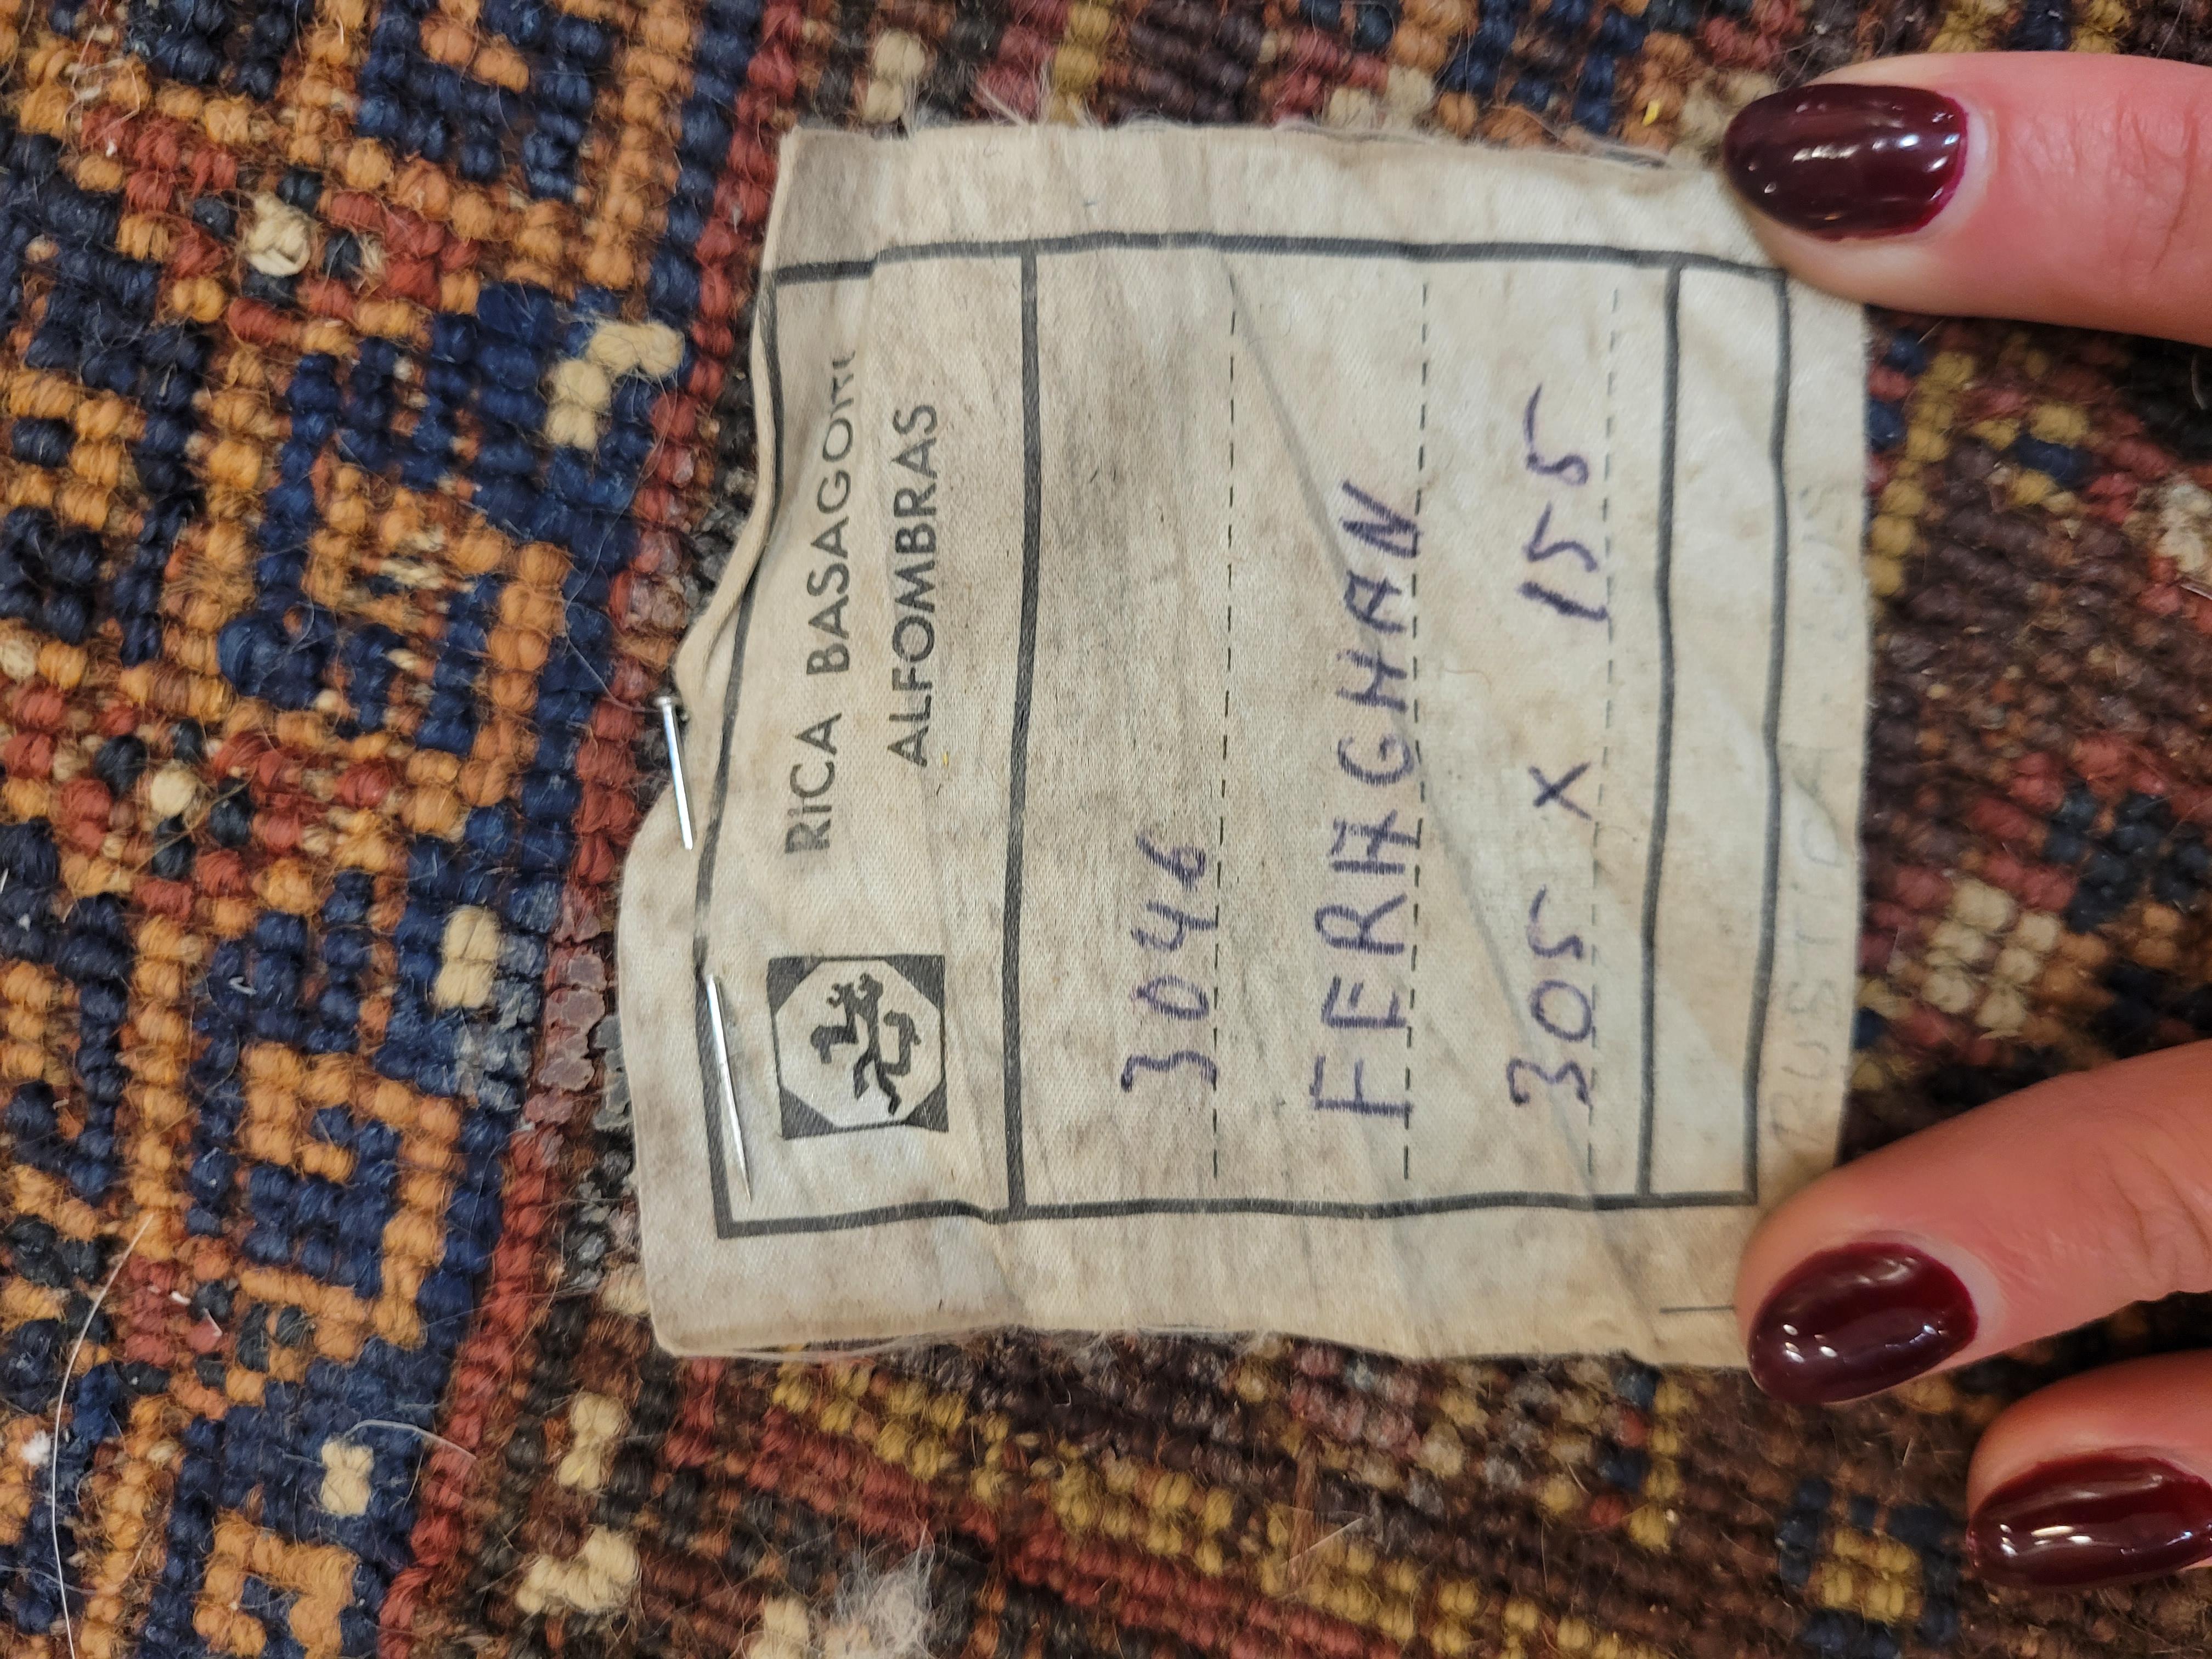 RICA BASAGOITI
ALFOMBRAS
3046
FERAGHAN
305 X 155